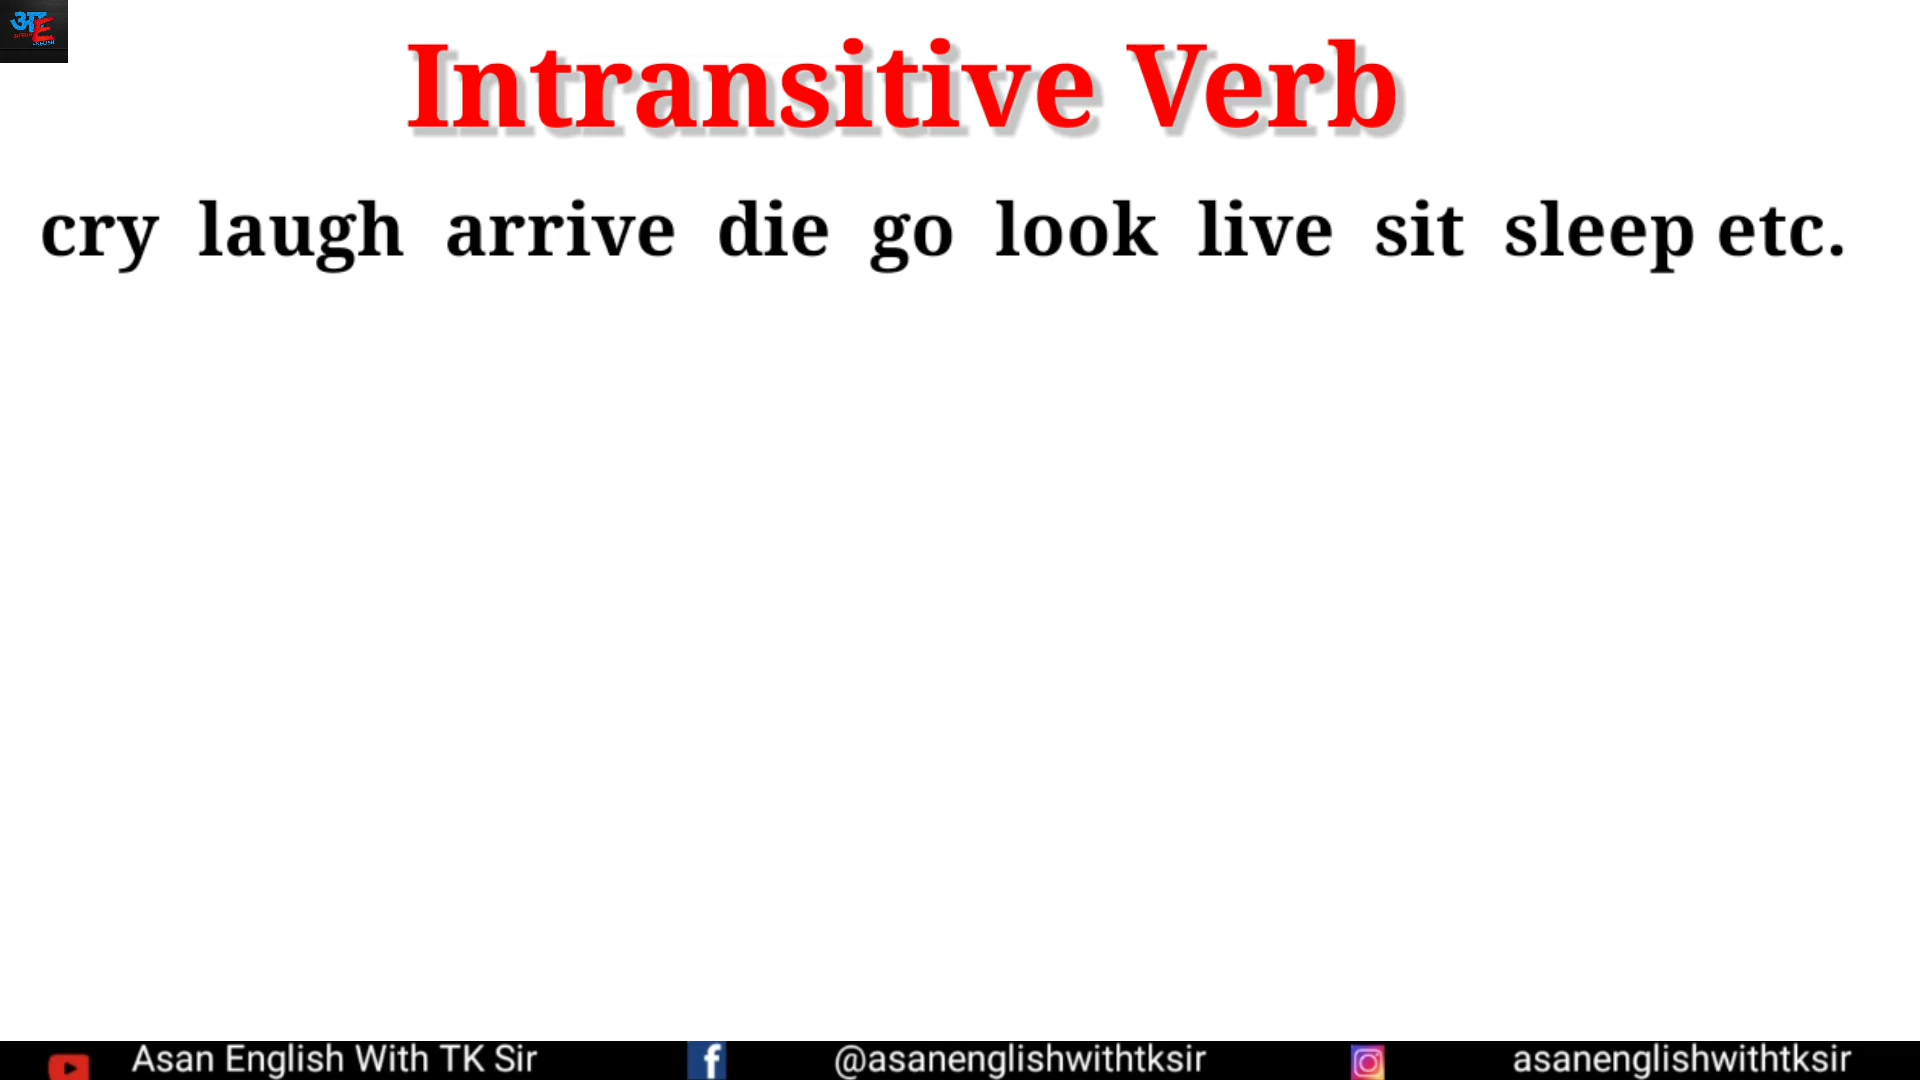 अ E
Intransitive Verb
cry laugh arrive die go look live sit sleep etc.
Asan English With TK Sir f @asanenglishwithtksir asanenglishwithtksir